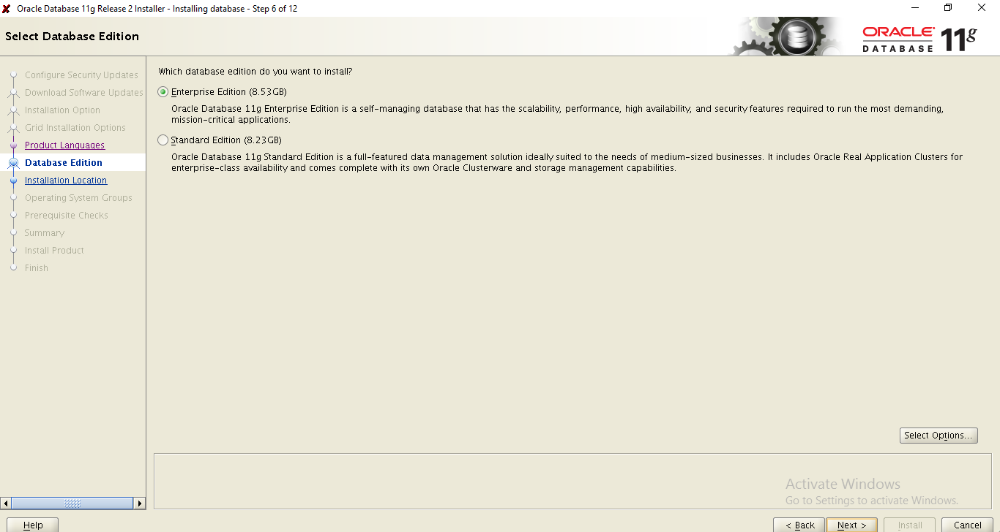 Oracle Database 11g Release 2 Installer - Installing database - Step 6 of 12
Select Database Edition
ORACLE
DATABASE 11g
Configure Security Updates
Download Software Updates
Installation Option
Grid Installation Options
Product Languages
Database Edition
Installation Location
Operating System Groups
Prerequisite Checks
Summary
Install Product
Finish
Which database edition do you want to install?
Enterprise Edition (8.53GB)
Oracle Database 11g Enterprise Edition is a self-managing database that has the scalability, performance, high availability, and security features required to run the most demanding,
mission-critical applications.
Standard Edition (8.23GB)
Oracle Database 11g Standard Edition is a full-featured data management solution ideally suited to the needs of medium-sized businesses. It includes Oracle Real Application Clusters for
enterprise-class availability and comes complete with its own Oracle Clusterware and storage management capabilities.
Select Options...
Activate Windows
Go to Settings to activate Windows.
Help
< Back
Next >
Install
Cancel